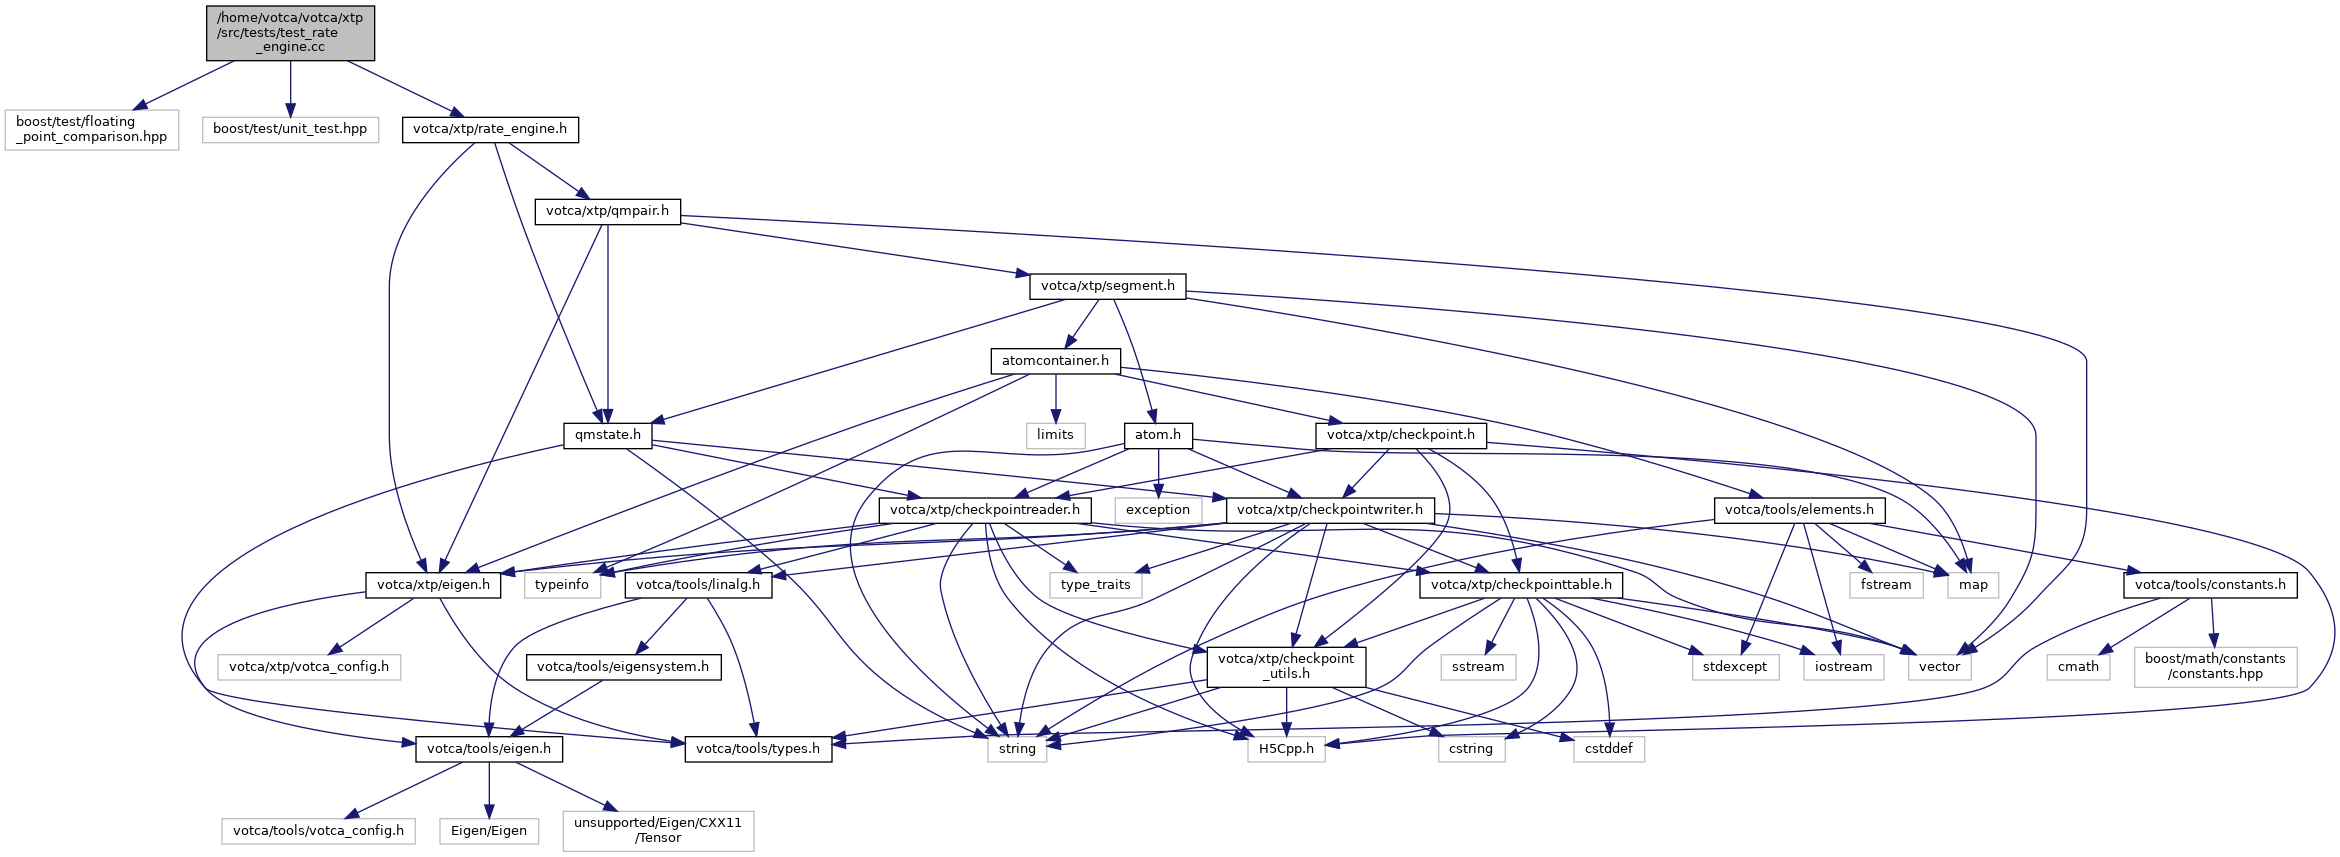 /home/votca/votca/xtp
/src/tests/test_rate
_engine.cc
boost/test/floating
_point_comparison.hpp
boost/test/unit_test.hpp
votca/xtp/rate_engine.h
votca/xtp/qmpair.h
votca/xtp/segment.h
atomcontainer.h
qmstate.h
limits
atom.h
votca/xtp/checkpoint.h
votca/xtp/checkpointreader.h
exception
votca/xtp/checkpointwriter.h
votca/tools/elements.h
votca/xtp/eigen.h
typeinfo
votca/tools/linalg.h
type_traits
votca/xtp/checkpointtable.h
fstream
map
votca/tools/constants.h
votca/xtp/votca_config.h
votca/tools/eigensystem.h
votca/xtp/checkpoint
_utils.h
sstream
stdexcept
iostream
vector
cmath
boost/math/constants
/constants.hpp
votca/tools/eigen.h
votca/tools/types.h
string
H5Cpp.h
cstring
cstddef
votca/tools/votca_config.h
Eigen/Eigen
unsupported/Eigen/CXX11
/Tensor